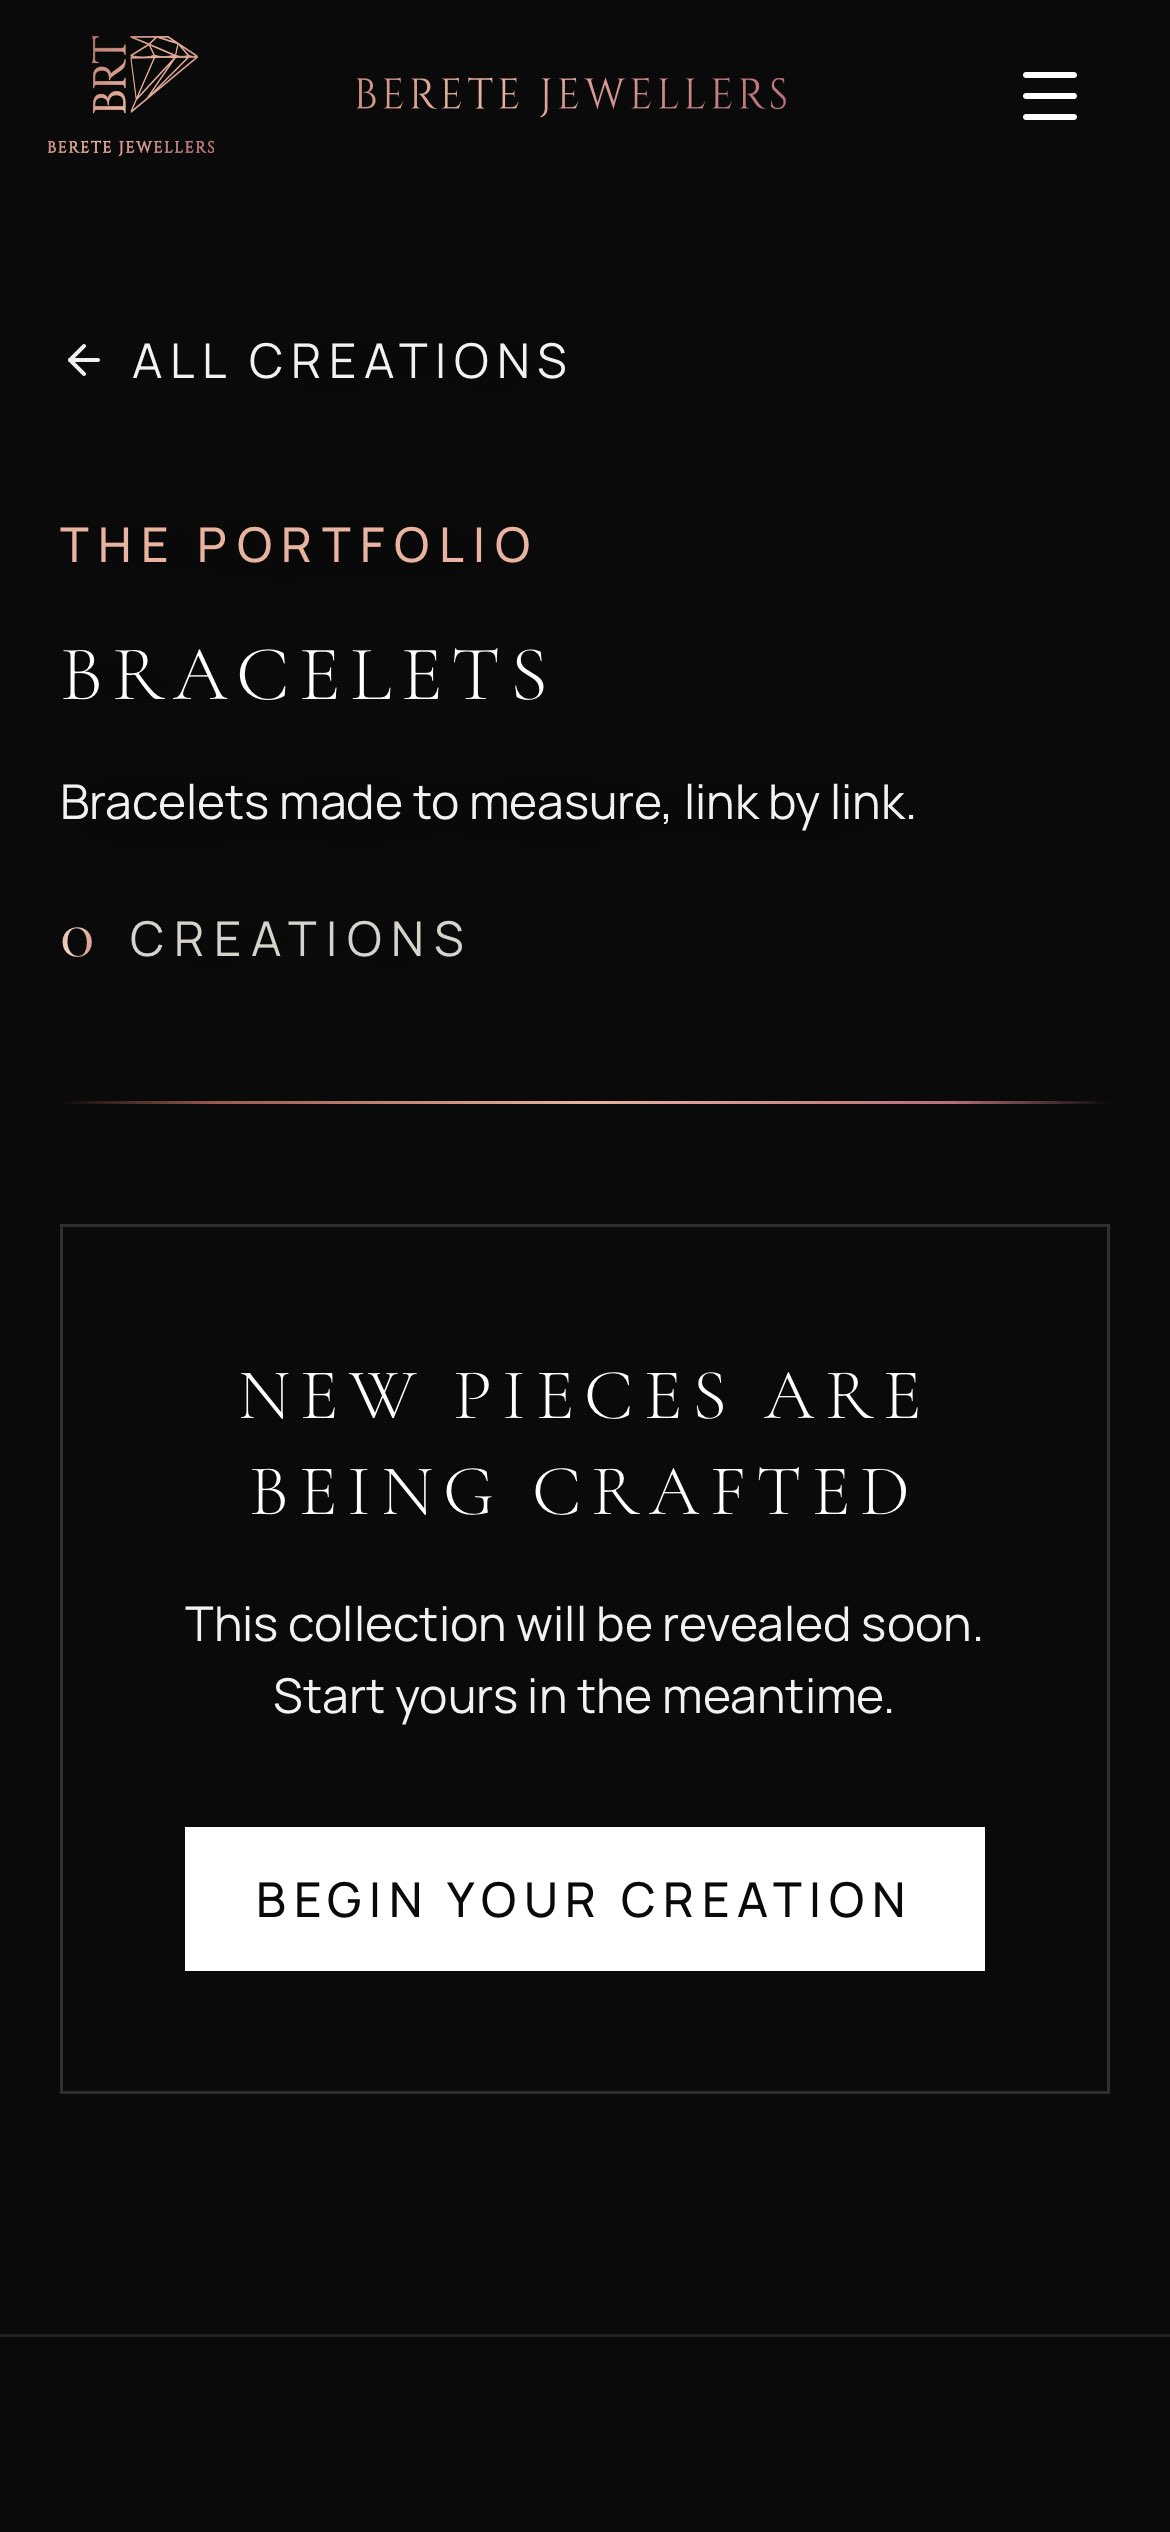 BRT
BERETE JEWELLERS
BERETE JEWELLERS
ALL CREATIONS
THE PORTFOLIO
BRACELETS
Bracelets made to measure, link by link.
0 CREATIONS
NEW PIECES ARE
BEING CRAFTED
This collection will be revealed soon.
Start yours in the meantime.
BEGIN YOUR CREATION